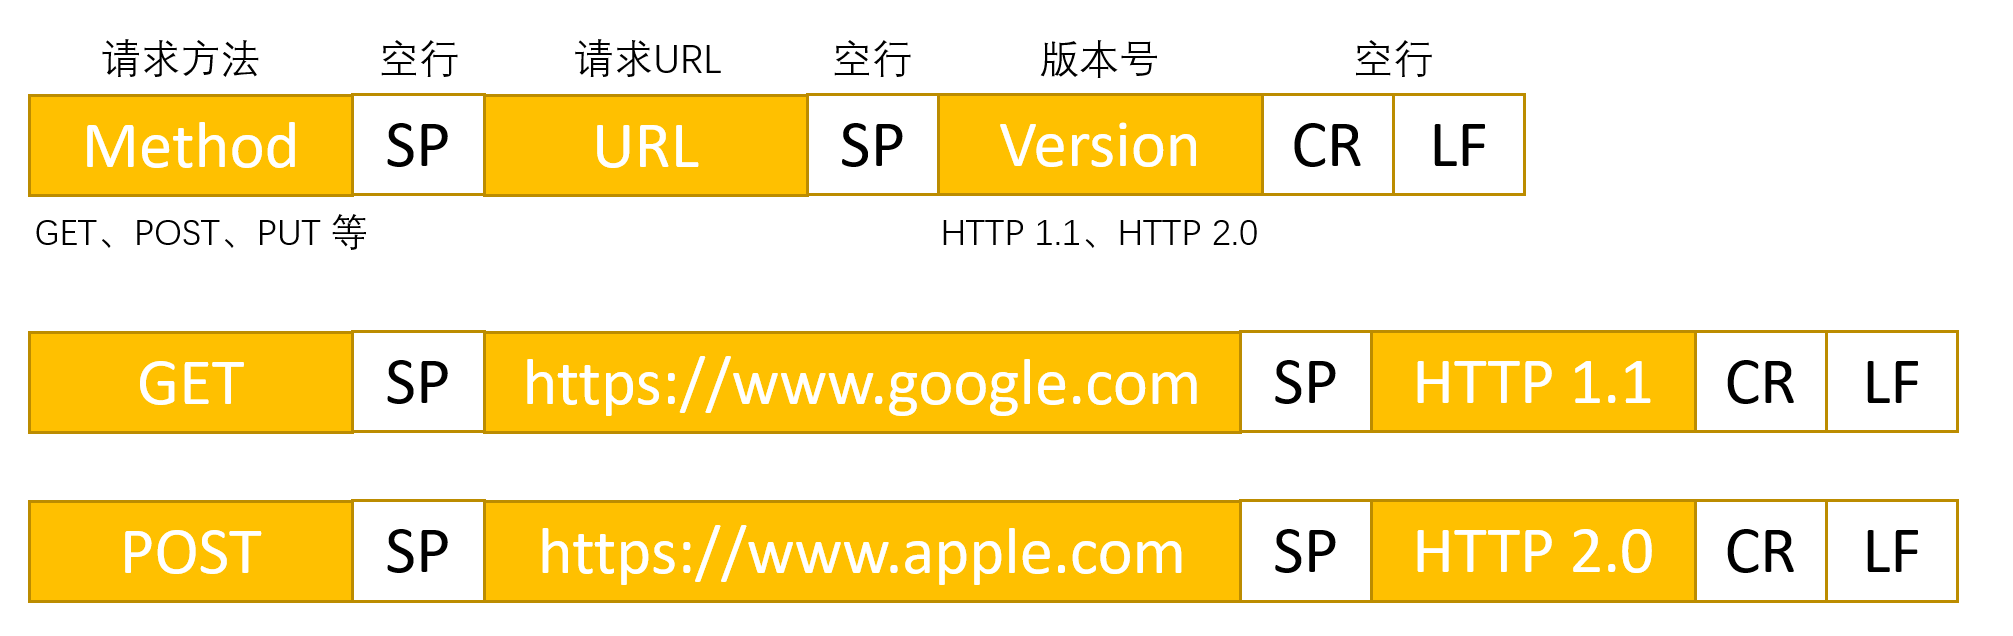 请求方法 空行 请求URL 空行 版本号 空行
Method SP URL SP Version CR LF
GET、POST、PUT 等 HTTP 1.1、HTTP 2.0
GET SP https://www.google.com SP HTTP 1.1 CR LF
POST SP https://www.apple.com SP HTTP 2.0 CR LF